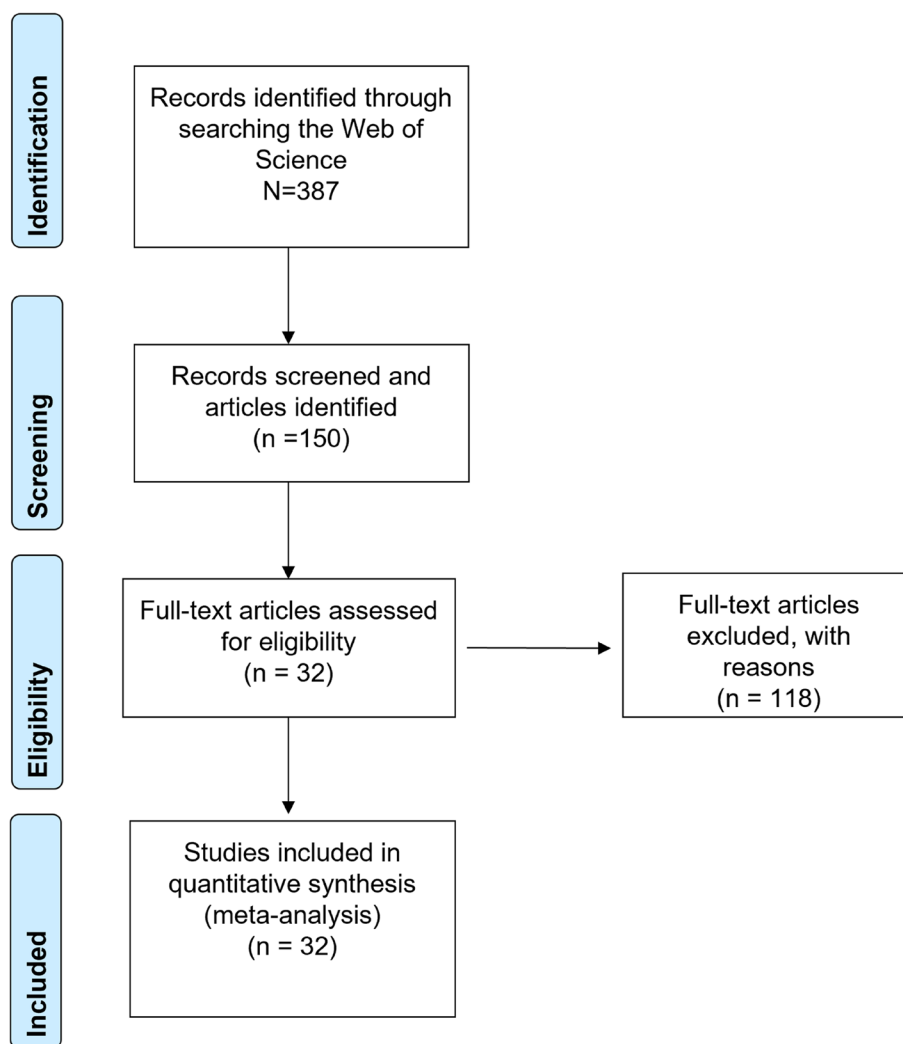 Identification
Records identified through
searching the Web of
Science
N=387
Screening
Records screened and
articles identified
(n =150)
Eligibility
Full-text articles assessed
for eligibility
(n = 32)
Full-text articles
excluded, with
reasons
(n = 118)
Included
Studies included in
quantitative synthesis
(meta-analysis)
(n = 32)